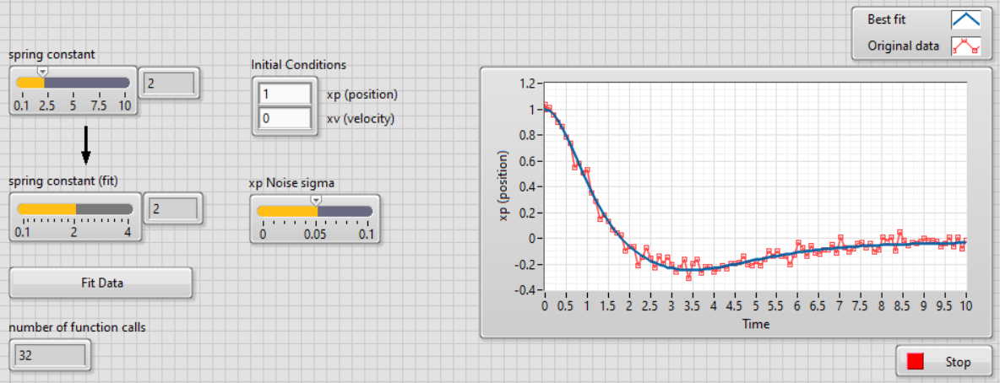 Best fit
Original data
spring constant
2
0.1 2.5 5 7.5 10
Initial Conditions
1 xp (position)
0 xv (velocity)
spring constant (fit)
2
0.1 2 4
xp Noise sigma
0 0.05 0.1
Fit Data
number of function calls
32
xp (position)
1.2
1
0.8
0.6
0.4
0.2
0
-0.2
-0.4
0 0.5 1 1.5 2 2.5 3 3.5 4 4.5 5 5.5 6 6.5 7 7.5 8 8.5 9 9.5 10
Time
Stop